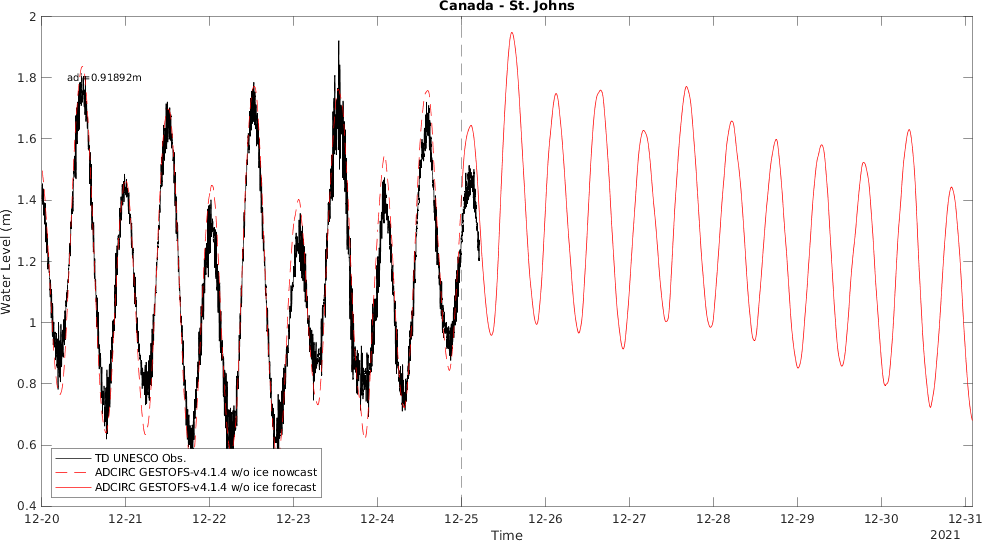 Canada - St. Johns
2
1.8
1.6
1.4
1.2
1
0.8
0.6
0.4
Water Level (m)
adj=0.91892m
TD UNESCO Obs.
ADCIRC GESTOFS-v4.1.4 w/o ice nowcast
ADCIRC GESTOFS-v4.1.4 w/o ice forecast
12-20 12-21 12-22 12-23 12-24 12-25 12-26 12-27 12-28 12-29 12-30 12-31
Time
2021